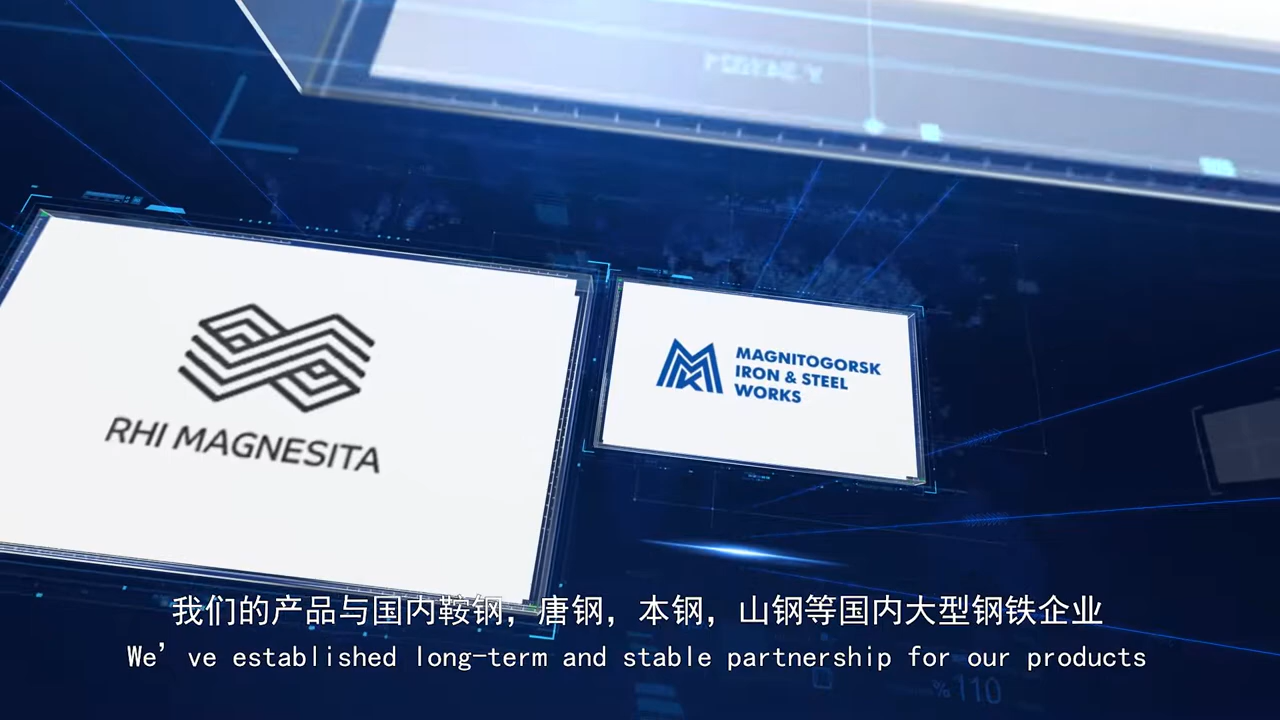 RHI MAGNESITA
MAGNITOGORSK
IRON & STEEL
WORKS
我们的产品与国内鞍钢，唐钢，本钢，山钢等国内大型钢铁企业
We've established long-term and stable partnership for our products
%110